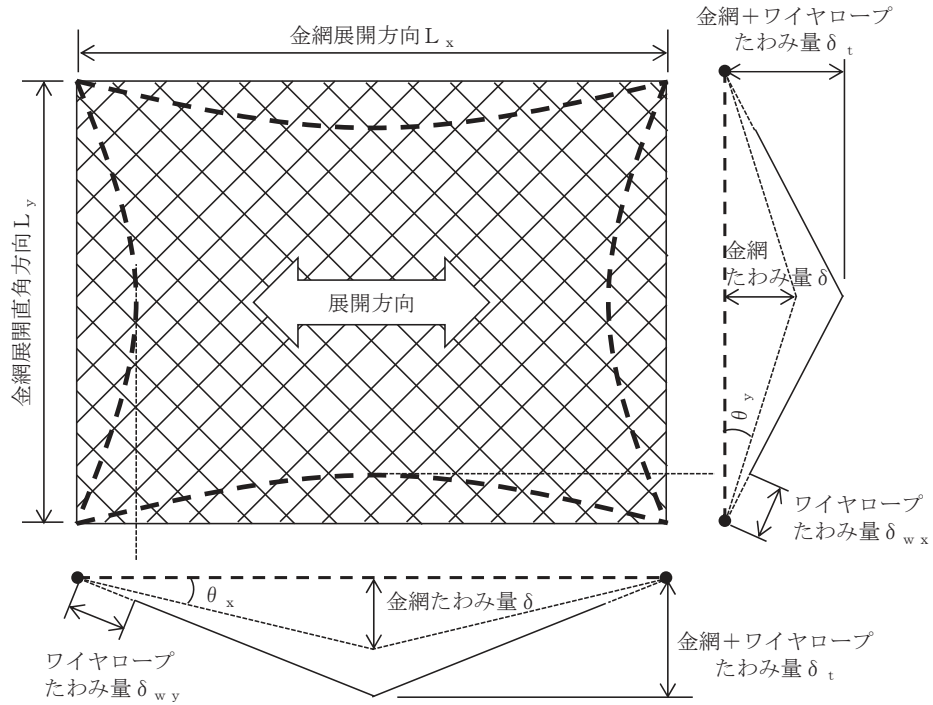 金網展開方向Lx
金網+ワイヤロープ
たわみ量δt
金網展開直角方向Ly
金網
たわみ量δ
展開方向
θy
ワイヤロープ
たわみ量δwx
θx
金網たわみ量δ
金網+ワイヤロープ
たわみ量δt
ワイヤロープ
たわみ量δwy